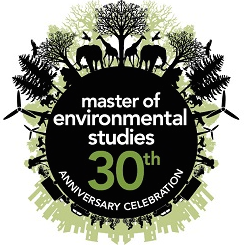 master of
environmental
studies
30th
ANNIVERSARY CELEBRATION